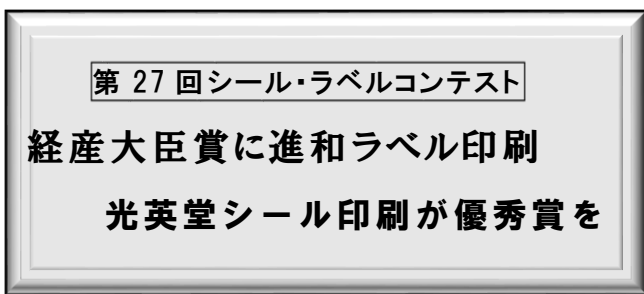 第 27 回シール・ラベルコンテスト
経産大臣賞に進和ラベル印刷
光英堂シール印刷が優秀賞を